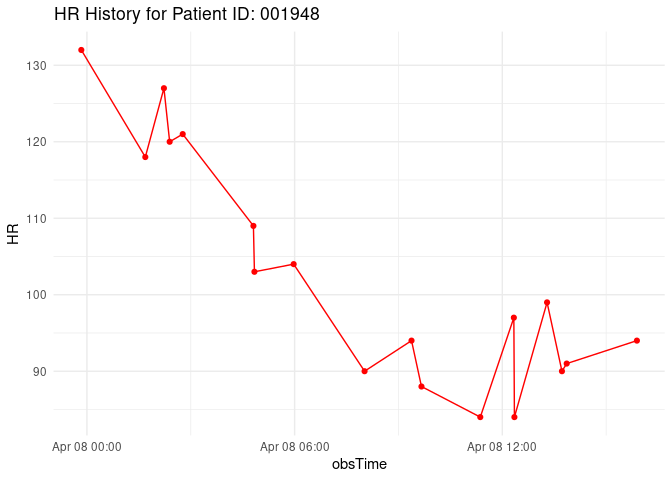 HR History for Patient ID: 001948
130
120
110
100
90
HR
Apr 08 00:00
Apr 08 06:00
Apr 08 12:00
obsTime